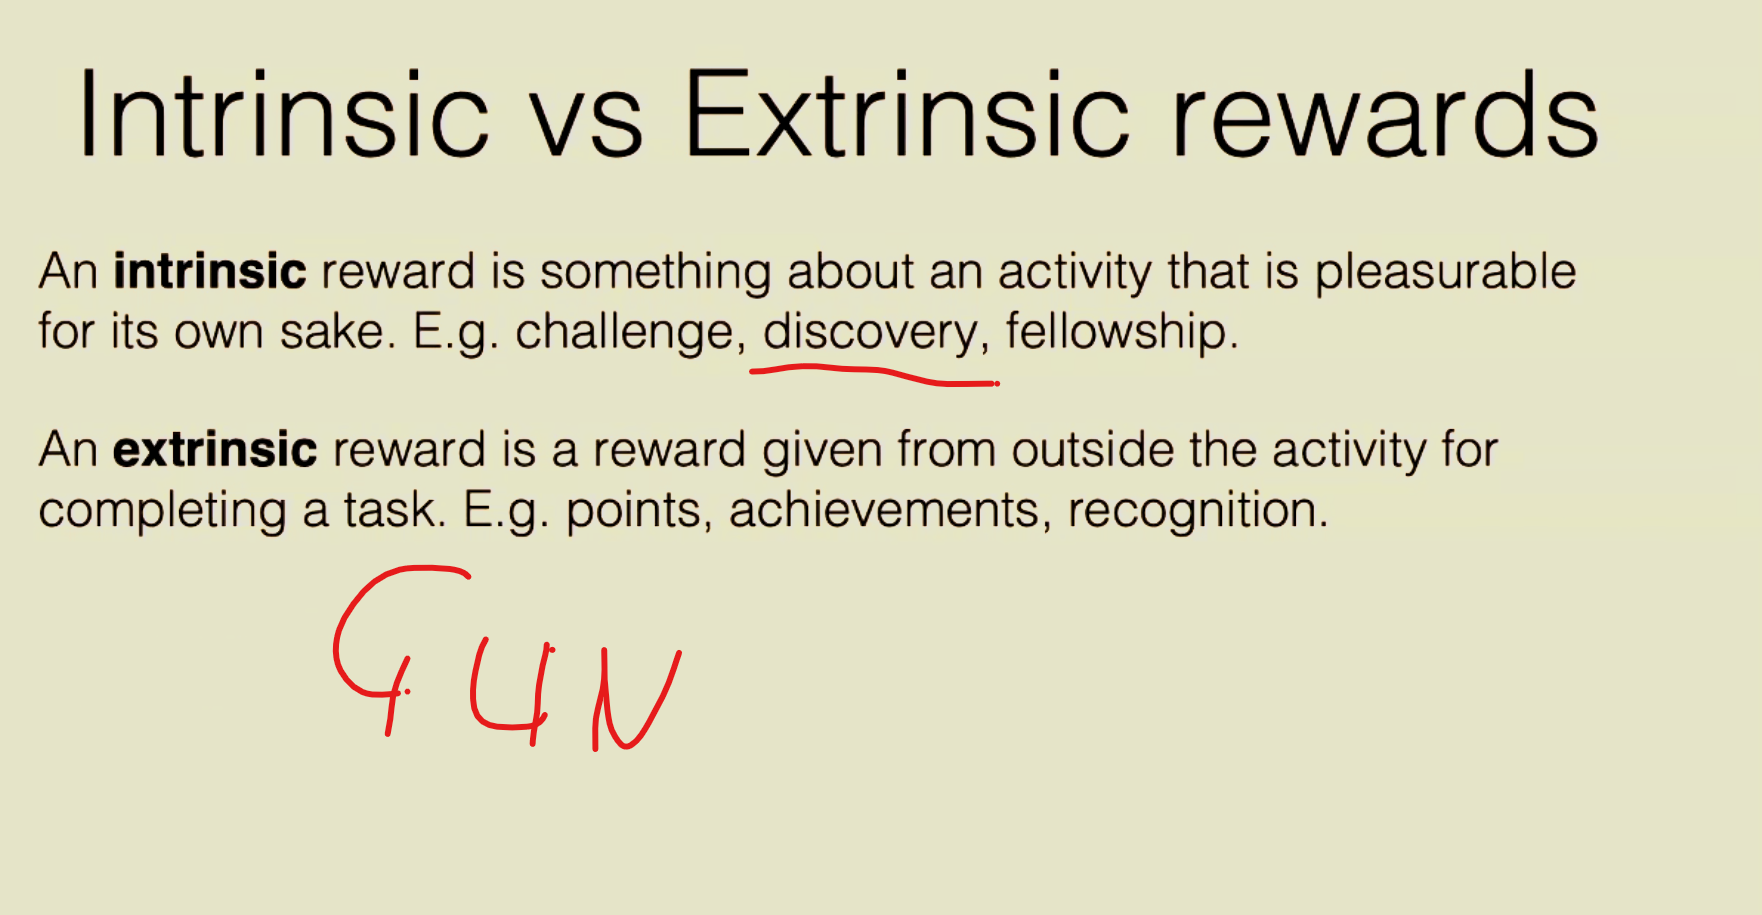 Intrinsic vs Extrinsic rewards
An intrinsic reward is something about an activity that is pleasurable
for its own sake. E.g. challenge, discovery, fellowship.
An extrinsic reward is a reward given from outside the activity for
completing a task. E.g. points, achievements, recognition.
GUN